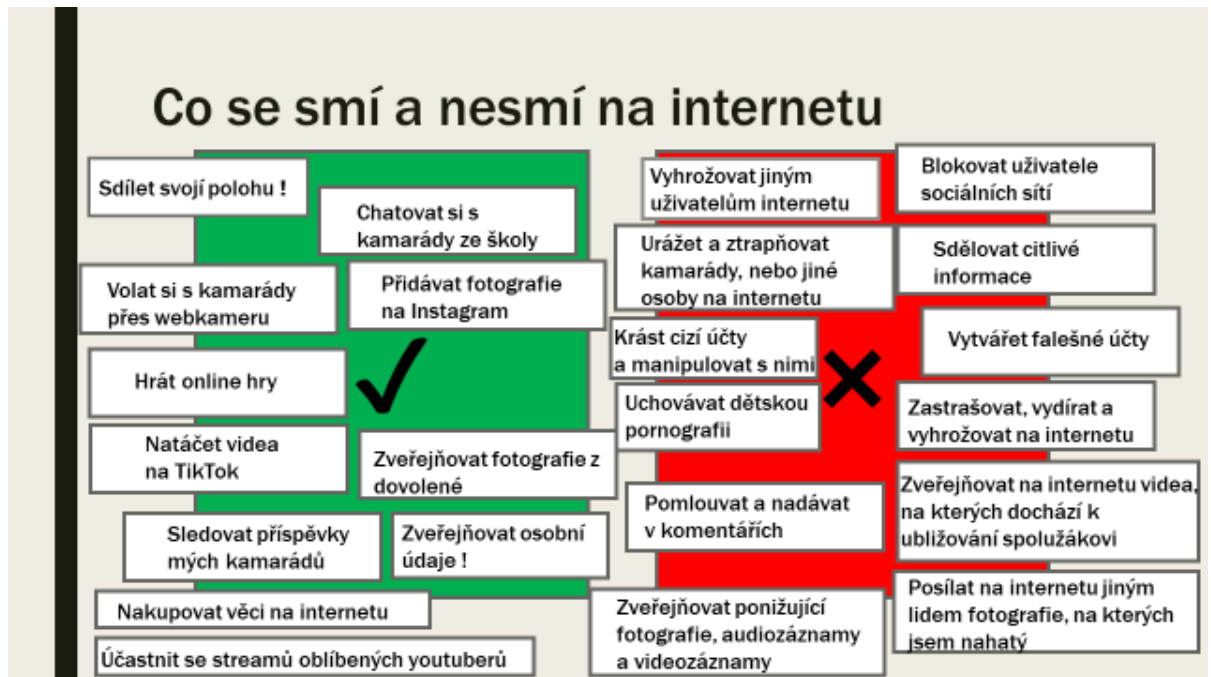 Co se smí a nesmí na internetu
Sdílet svojí polohu !
Chatovat si s
kamarády ze školy
Volat si s kamarády
přes webkameru
Přidávat fotografie
na Instagram
Hrát online hry
Natáčet videa
na TikTok
Zveřejňovat fotografie z
dovolené
Sledovat příspěvky
mých kamarádů
Zveřejňovat osobní
údaje !
Nakupovat věci na internetu
Účastnit se streamů oblíbených youtuberů
Vyhrožovat jiným
uživatelům internetu
Blokovat uživatele
sociálních sítí
Urážet a ztrapňovat
kamarády, nebo jiné
osoby na internetu
Sdělovat citlivé
informace
Krást cizí účty
a manipulovat s nimi
Vytvářet falešné účty
Uchovávat dětskou
pornografii
Zastrašovat, vydírat a
vyhrožovat na internetu
Pomlouvat a nadávat
v komentářích
Zveřejňovat na internetu videa,
na kterých dochází k
ubližování spolužákovi
Zveřejňovat ponižující
fotografie, audiozáznamy
a videozáznamy
Posílat na internetu jiným
lidem fotografie, na kterých
jsem nahatý